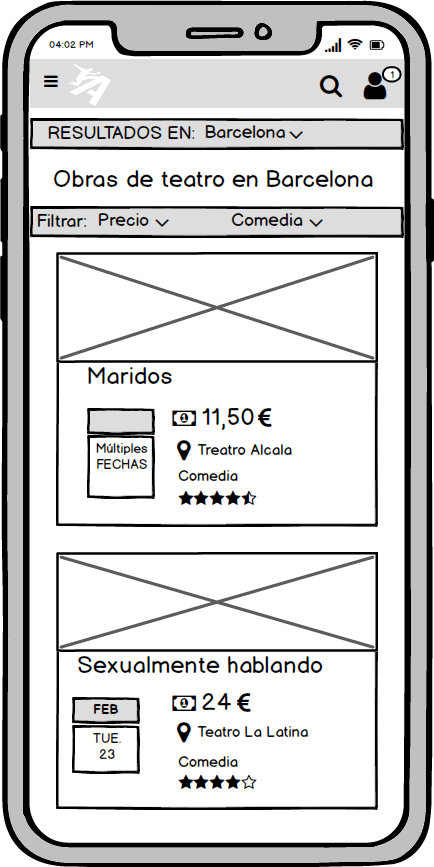 04:02 PM
1
RESULTADOS EN: Barcelona
Obras de teatro en Barcelona
Filtrar: Precio Comedia
Maridos
11,50 €
Múltiples
FECHAS
Treatro Alcala
Comedia
Sexualmente hablando
FEB
TUE.
23
24 €
Teatro La Latina
Comedia